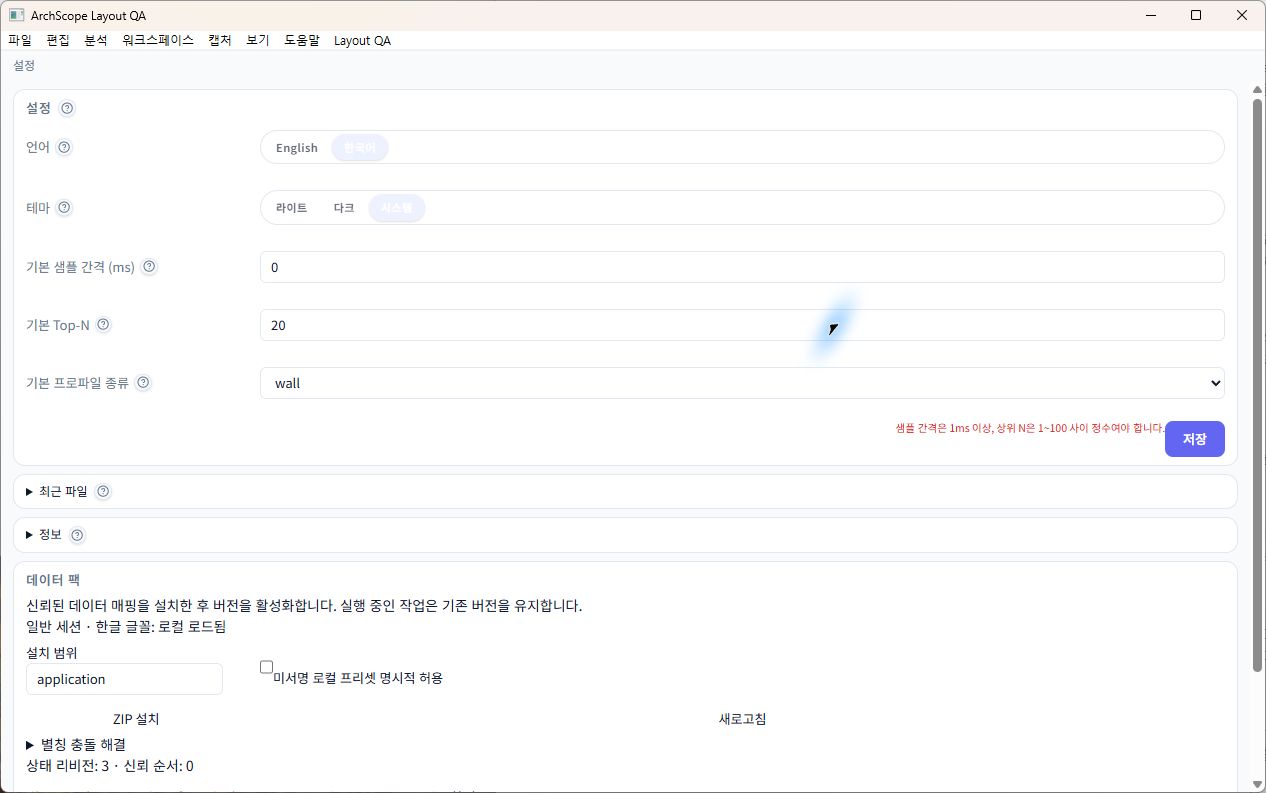 ArchScope Layout QA
파일 편집 분석 워크스페이스 캡처 보기 도움말 Layout QA
설정
설정
언어 English 한국어
테마 라이트 다크 시스템
기본 샘플 간격 (ms) 0
기본 Top-N 20
기본 프로파일 종류 wall
샘플 간격은 1ms 이상, 상위 N은 1~100 사이 정수여야 합니다.
저장
최근 파일
정보
데이터 팩
신뢰된 데이터 매핑을 설치한 후 버전을 활성화합니다. 실행 중인 작업은 기존 버전을 유지합니다.
일반 세션 · 한글 글꼴: 로컬 로드됨
설치 범위
application
미서명 로컬 프리셋 명시적 허용
ZIP 설치 새로고침
별칭 충돌 해결
상태 리비전: 3 · 신뢰 순서: 0